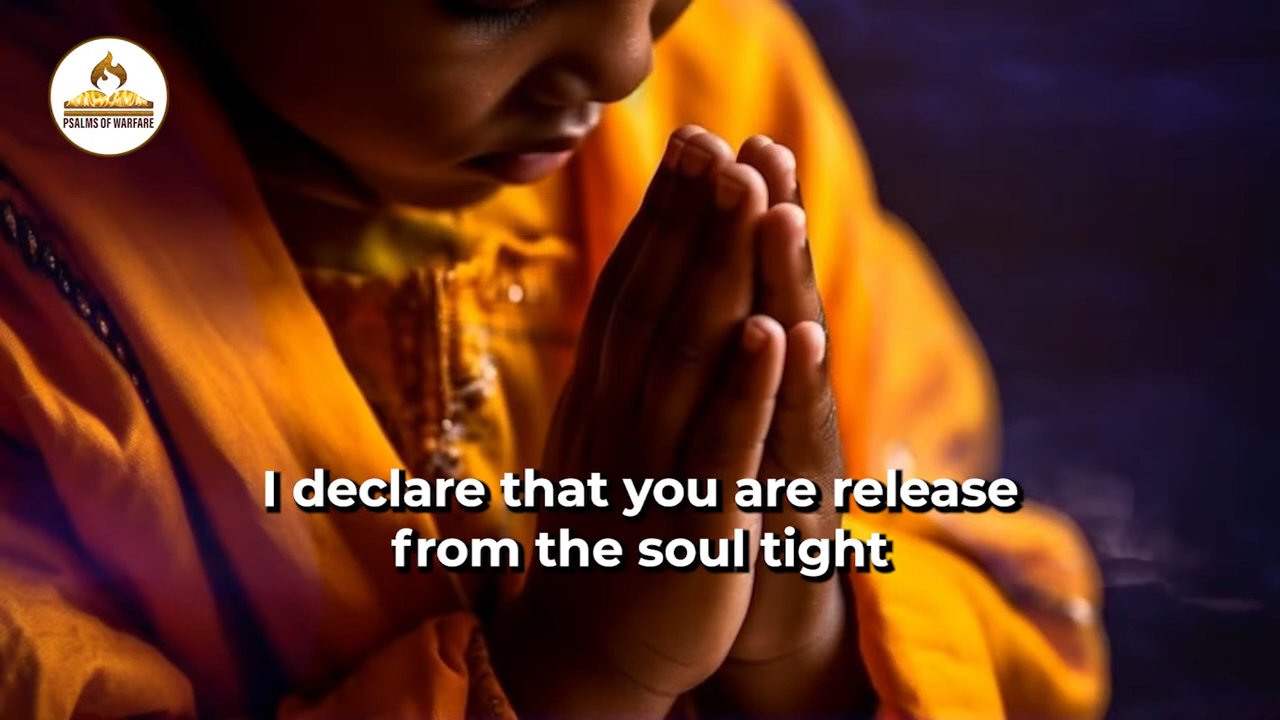 PSALMS OF WARFARE
I declare that you are release
from the soul tight